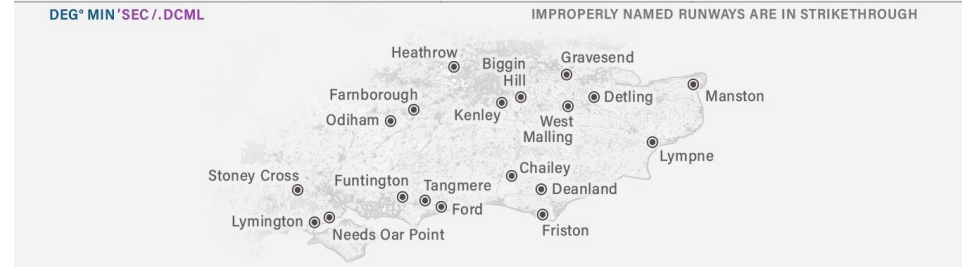 DEG° MIN'SEC/.DCML
IMPROPERLY NAMED RUNWAYS ARE IN STRIKETHROUGH
Heathrow
Biggin
Hill
Gravesend
Farnborough
Odiham
Kenley
West
Malling
Detling
Manston
Lympne
Stoney Cross
Funtington
Tangmere
Chailey
Deanland
Ford
Lymington
Needs Oar Point
Friston